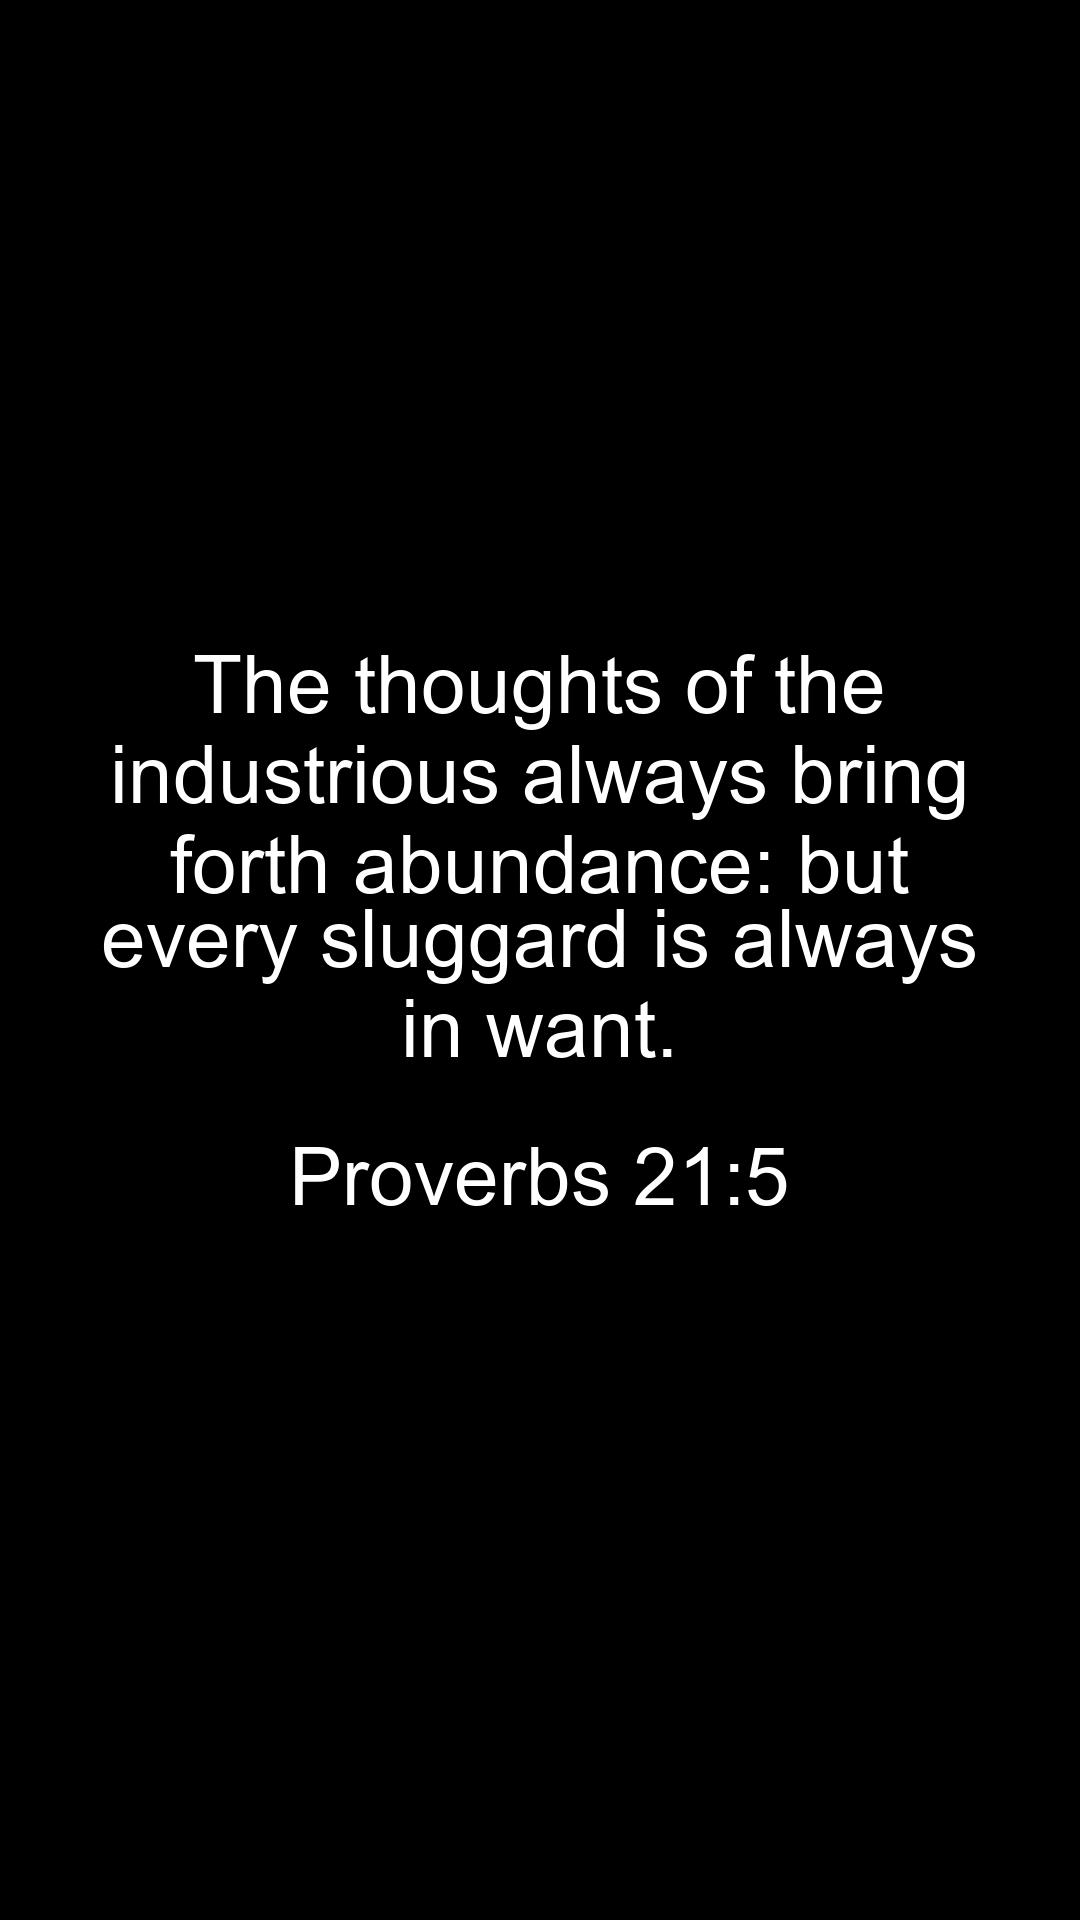 The thoughts of the
industrious always bring
forth abundance: but
every sluggard is always
in want.
Proverbs 21:5